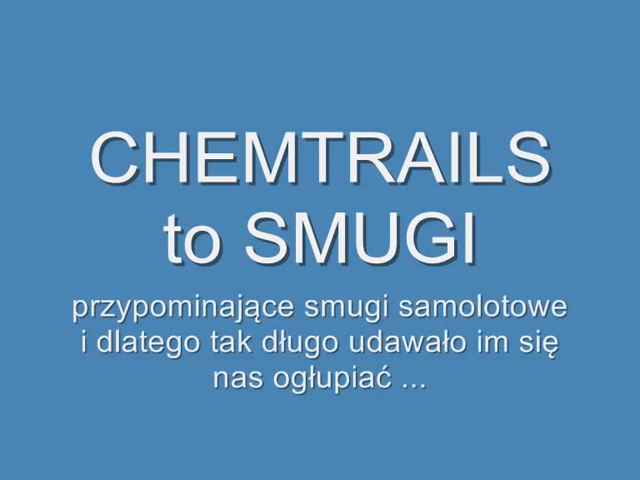 CHEMTRAILS
to SMUGI
przypominające smugi samolotowe
i dlatego tak długo udawało im się
nas ogłupiać ...